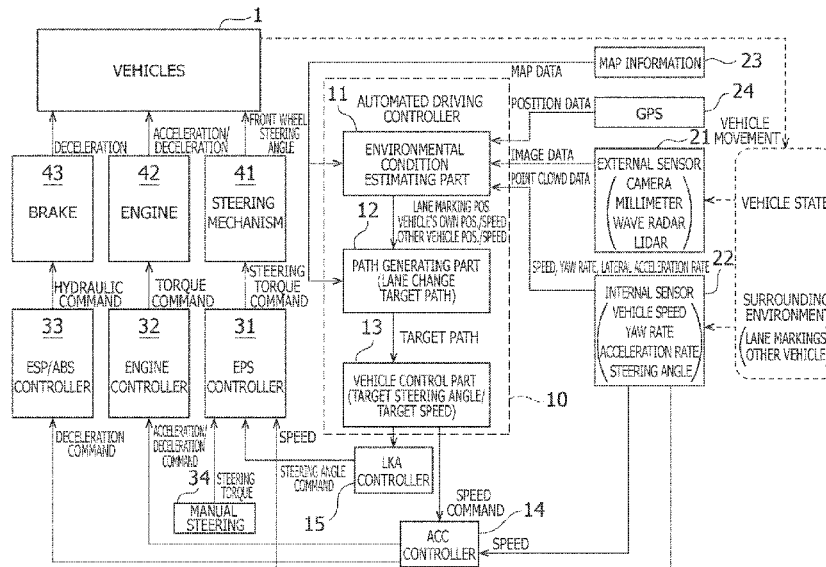 1
VEHICLES
MAP INFORMATION
23
MAP DATA
11
AUTOMATED DRIVING
CONTROLLER
POSITION DATA
GPS
24
21
VEHICLE
MOVEMENT
DECELERATION
ACCELERATION/
DECELERATION
FRONT WHEEL
STEERING
ANGLE
ENVIRONMENTAL
CONDITION
ESTIMATING PART
IMAGE DATA
POINT CLOWD DATA
EXTERNAL SENSOR
CAMERA
MILLIMETER
WAVE RADAR
LIDAR
VEHICLE STATE
43
BRAKE
42
ENGINE
41
STEERING
MECHANISM
12
LANE MARKING POS.
VEHICLE'S OWN POS./SPEED
OTHER VEHICLE POS./SPEED
PATH GENERATING PART
(LANE CHANGE
TARGET PATH)
SPEED, YAW RATE, LATERAL ACCELERATION RATE
22
INTERNAL SENSOR
VEHICLE SPEED
YAW RATE
ACCELERATION RATE
STEERING ANGLE
SURROUNDING
ENVIRONMENT
LANE MARKINGS
OTHER VEHICLE
HYDRAULIC
COMMAND
TORQUE
COMMAND
STEERING
TORQUE
COMMAND
33
ESP/ABS
CONTROLLER
32
ENGINE
CONTROLLER
31
EPS
CONTROLLER
13
TARGET PATH
VEHICLE CONTROL PART
(TARGET STEERING ANGLE/
TARGET SPEED)
10
DECELERATION
COMMAND
ACCELERATION/
DECELERATION
COMMAND
SPEED
STEERING ANGLE
COMMAND
LKA
CONTROLLER
15
34
STEERING
TORQUE
MANUAL
STEERING
SPEED
COMMAND
14
ACC
CONTROLLER
SPEED